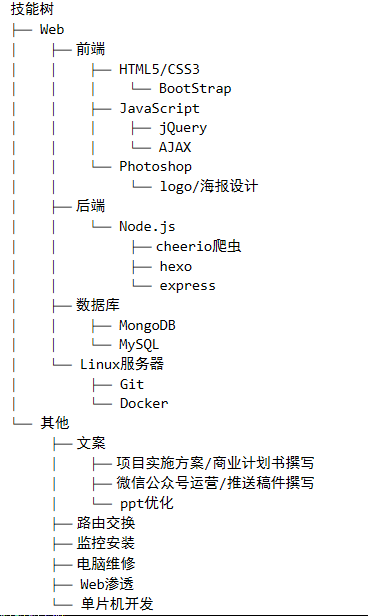 技能树
├── Web
│   ├── 前端
│   │   ├── HTML5/CSS3
│   │   │   └── BootStrap
│   │   ├── JavaScript
│   │   │   ├── jQuery
│   │   │   └── AJAX
│   │   └── Photoshop
│   │       └── logo/海报设计
│   ├── 后端
│   │   └── Node.js
│   │       ├── cheerio爬虫
│   │       ├── hexo
│   │       └── express
│   ├── 数据库
│   │   ├── MongoDB
│   │   └── MySQL
│   └── Linux服务器
│       ├── Git
│       └── Docker
└── 其他
    ├── 文案
    │   ├── 项目实施方案/商业计划书撰写
    │   ├── 微信公众号运营/推送稿件撰写
    │   └── ppt优化
    ├── 路由交换
    ├── 监控安装
    ├── 电脑维修
    ├── Web渗透
    └── 单片机开发